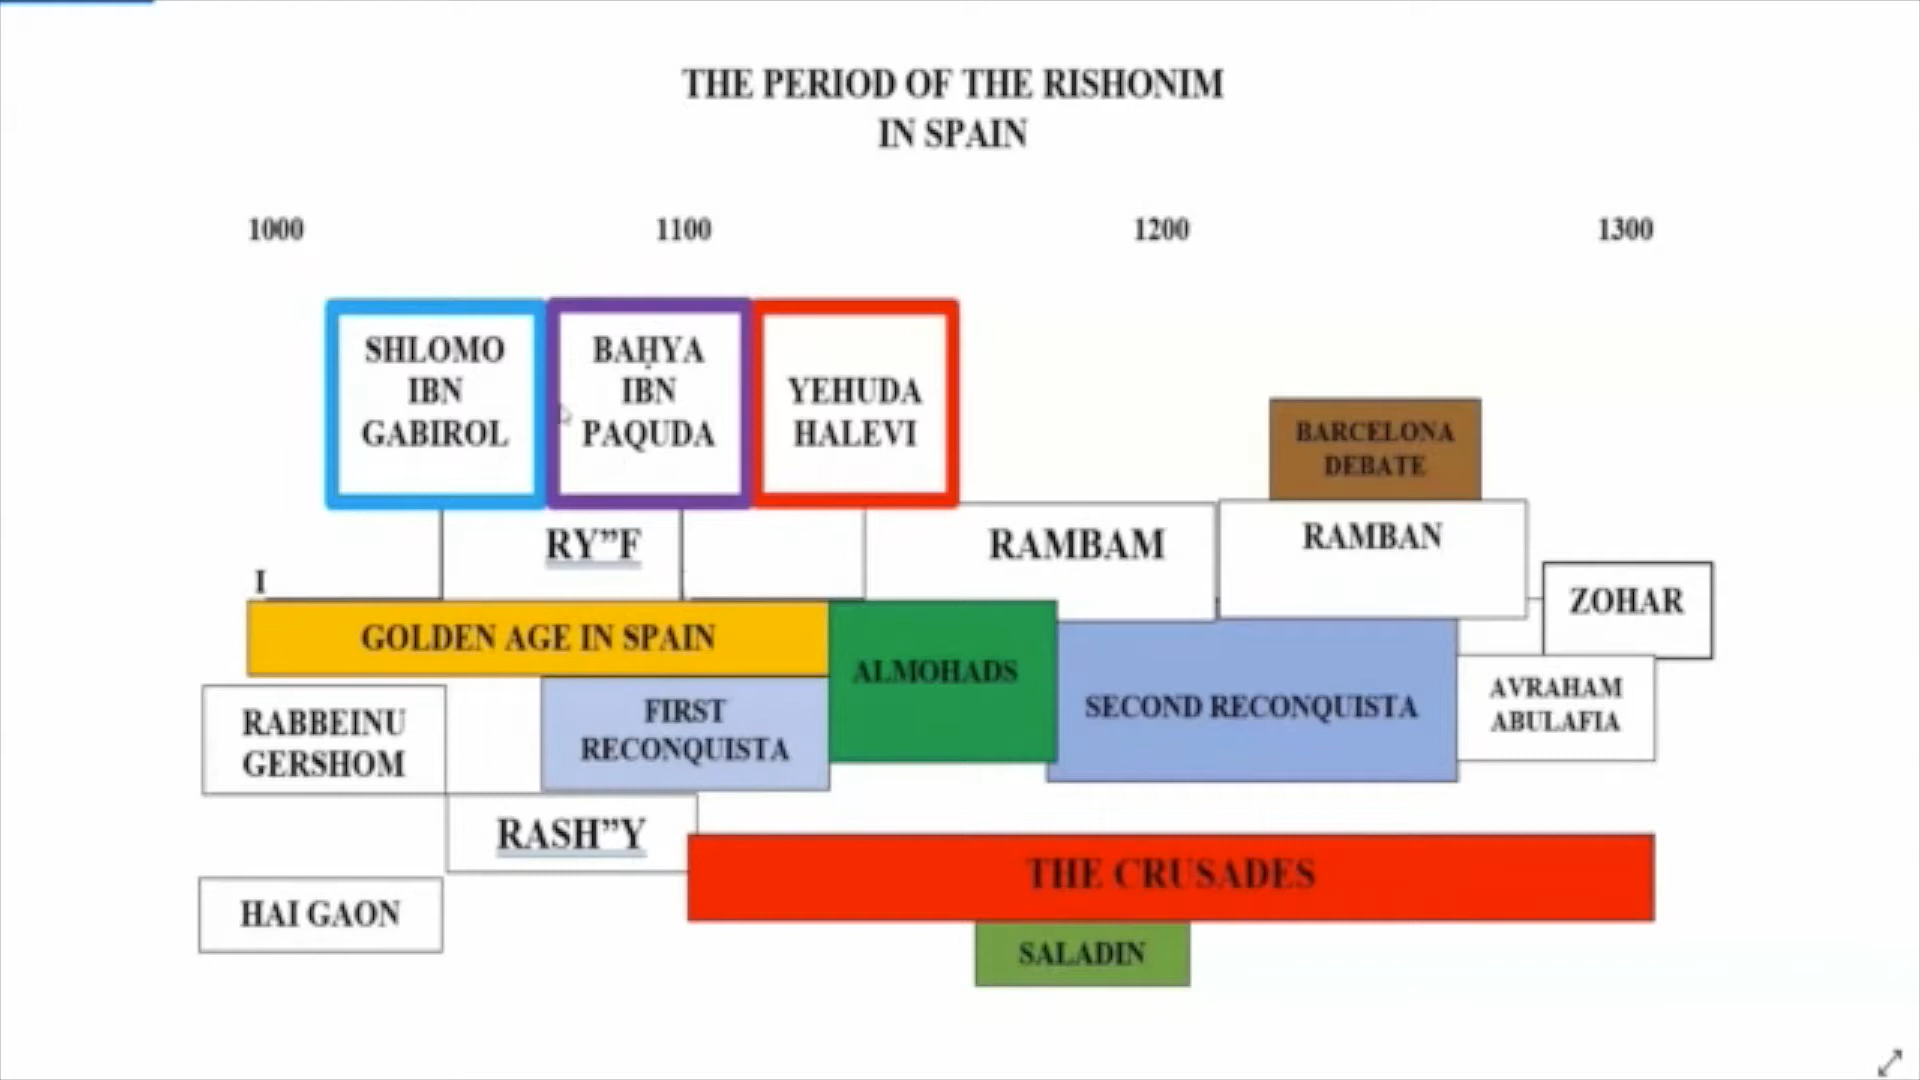 THE PERIOD OF THE RISHONIM
IN SPAIN
1000 1100 1200 1300
SHLOMO
IBN
GABIROL
BAḤYA
IBN
PAQUDA
YEHUDA
HALEVI
BARCELONA
DEBATE
RY”F
RAMBAM
RAMBAN
I
ZOHAR
GOLDEN AGE IN SPAIN
ALMOHADS
SECOND RECONQUISTA
AVRAHAM
ABULAFIA
RABBEINU
GERSHOM
FIRST
RECONQUISTA
RASH”Y
THE CRUSADES
HAI GAON
SALADIN